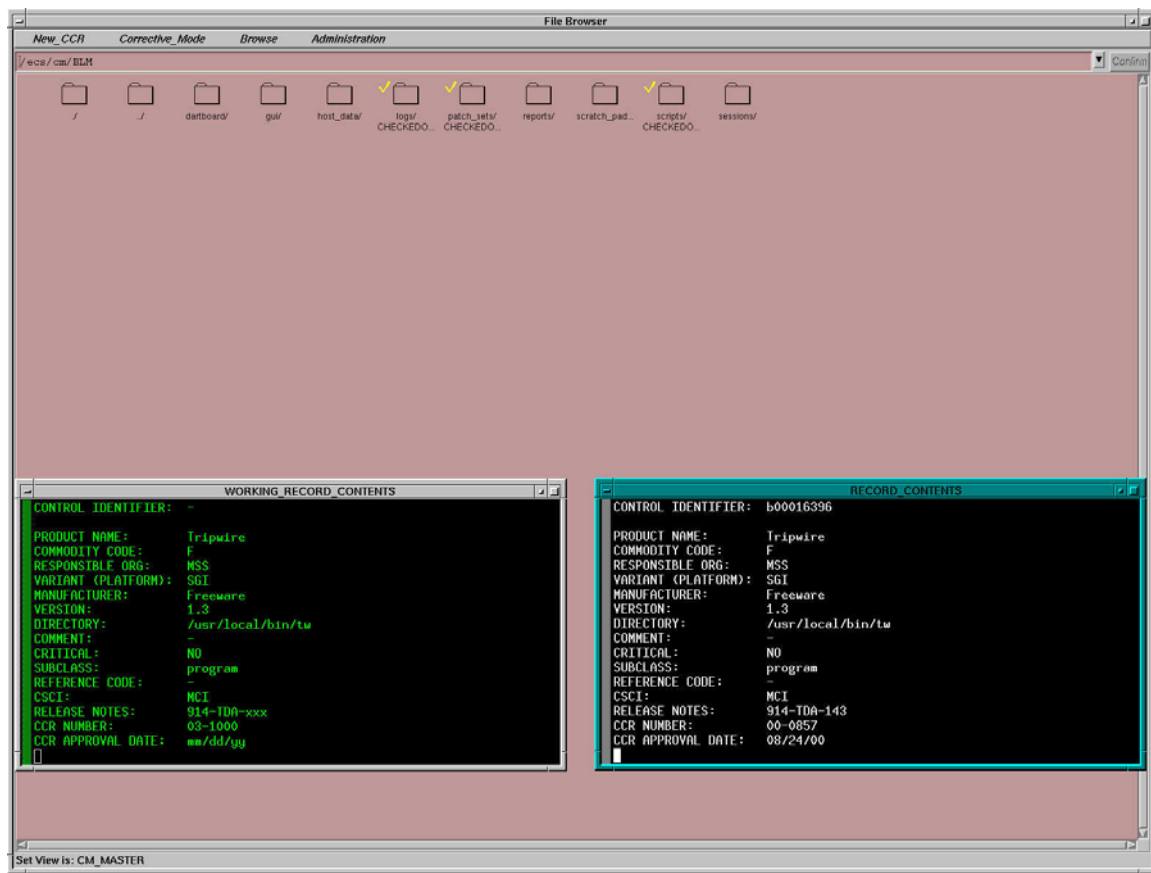 File Browser
New_CCR Corrective_Mode Browse Administration
/ecs/cm/BLM Confirm
./ ../ dartboard/ gui/ host_data/ logs/ patch_sets/ reports/ scratch_pad... scripts/ sessions/
CHECKEDO... CHECKEDO... CHECKEDO...
WORKING_RECORD_CONTENTS
CONTROL IDENTIFIER: -
PRODUCT NAME: Tripwire
COMMODITY CODE: F
RESPONSIBLE ORG: MSS
VARIANT (PLATFORM): SGI
MANUFACTURER: Freeware
VERSION: 1.3
DIRECTORY: /usr/local/bin/tw
COMMENT: -
CRITICAL: NO
SUBCLASS: program
REFERENCE CODE: -
CSCI: MCI
RELEASE NOTES: 914-TDA-xxx
CCR NUMBER: 03-1000
CCR APPROVAL DATE: mm/dd/yy
RECORD_CONTENTS
CONTROL IDENTIFIER: b00016396
PRODUCT NAME: Tripwire
COMMODITY CODE: F
RESPONSIBLE ORG: MSS
VARIANT (PLATFORM): SGI
MANUFACTURER: Freeware
VERSION: 1.3
DIRECTORY: /usr/local/bin/tw
COMMENT: -
CRITICAL: NO
SUBCLASS: program
REFERENCE CODE: -
CSCI: MCI
RELEASE NOTES: 914-TDA-143
CCR NUMBER: 00-0857
CCR APPROVAL DATE: 08/24/00
Set View is: CM_MASTER